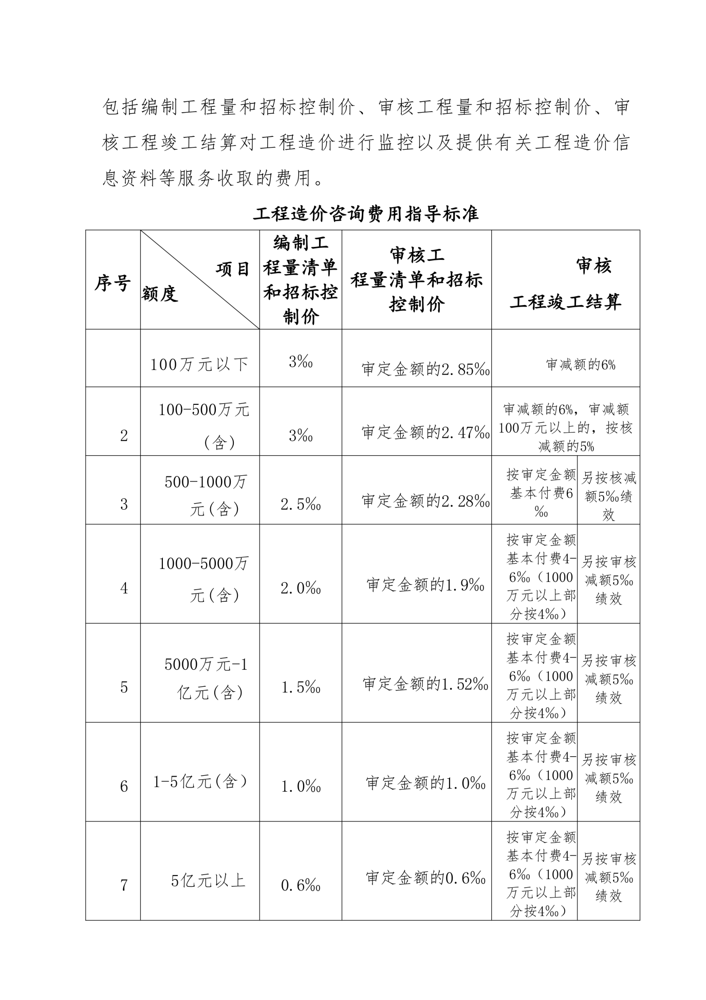 包括编制工程量和招标控制价、审核工程量和招标控制价、审
核工程竣工结算对工程造价进行监控以及提供有关工程造价信
息资料等服务收取的费用。
工程造价咨询费用指导标准
序号
项目
额度
编制工
程量清单
和招标控
制价
审核工
程量清单和招标
控制价
审核
工程竣工结算
100万元以下
3‰
审定金额的2.85‰
审减额的6%
2
100-500万元
（含）
3‰
审定金额的2.47‰
审减额的6%，审减额
100万元以上的，按核
减额的5%
3
500-1000万
元(含)
2.5‰
审定金额的2.28‰
按审定金额
基本付费6
‰
另按核减
额5‰绩
效
4
1000-5000万
元(含)
2.0‰
审定金额的1.9‰
按审定金额
基本付费4-
6‰（1000
万元以上部
分按4‰）
另按审核
减额5‰
绩效
5
5000万元-1
亿元(含)
1.5‰
审定金额的1.52‰
按审定金额
基本付费4-
6‰（1000
万元以上部
分按4‰）
另按审核
减额5‰
绩效
6
1-5亿元(含）
1.0‰
审定金额的1.0‰
按审定金额
基本付费4-
6‰（1000
万元以上部
分按4‰）
另按审核
减额5‰
绩效
7
5亿元以上
0.6‰
审定金额的0.6‰
按审定金额
基本付费4-
6‰（1000
万元以上部
分按4‰）
另按审核
减额5‰
绩效